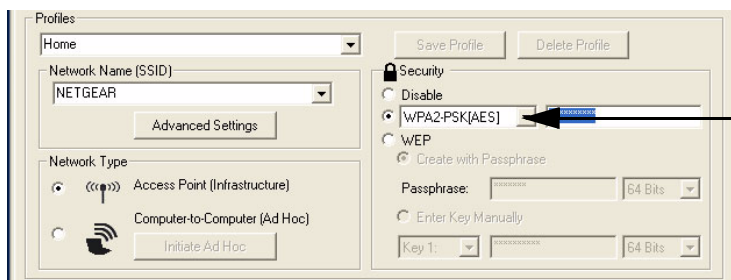 Profiles
Home
Save Profile
Delete Profile
Network Name (SSID)
NETGEAR
Advanced Settings
Security
Disable
WPA2-PSK[AES]
WEP
Create with Passphrase
Passphrase: ******** 64 Bits
Enter Key Manually
Key 1: ********** 64 Bits
Network Type
Access Point (Infrastructure)
Computer-to-Computer (Ad Hoc)
Initiate Ad Hoc